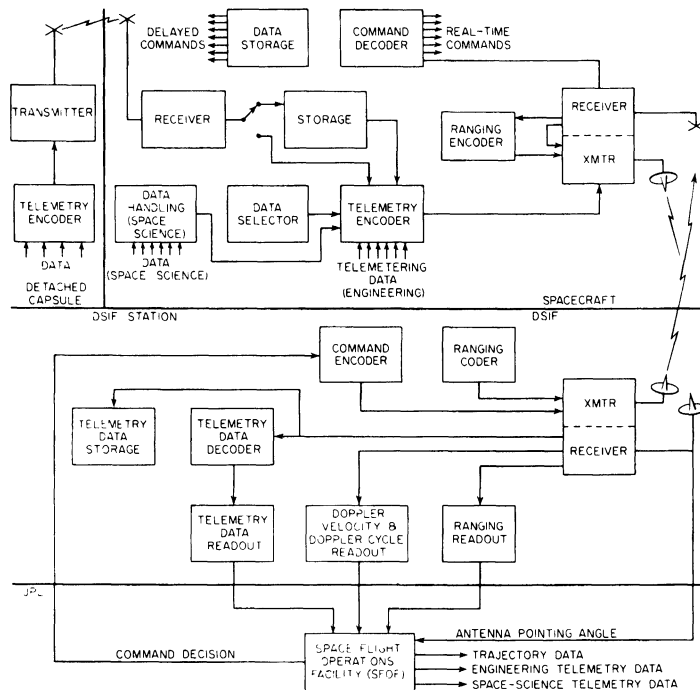 DELAYED
COMMANDS
DATA
STORAGE
COMMAND
DECODER
REAL-TIME
COMMANDS
TRANSMITTER
RECEIVER
STORAGE
RANGING
ENCODER
RECEIVER
XMTR
TELEMETRY
ENCODER
DATA
HANDLING
(SPACE
SCIENCE)
DATA
SELECTOR
TELEMETRY
ENCODER
DATA
DATA
(SPACE SCIENCE)
TELEMETERING
DATA
(ENGINEERING)
DETACHED
CAPSULE
SPACECRAFT
DSIF STATION
DSIF
COMMAND
ENCODER
RANGING
CODER
XMTR
RECEIVER
TELEMETRY
DATA
STORAGE
TELEMETRY
DATA
DECODER
TELEMETRY
DATA
READOUT
DOPPLER
VELOCITY &
DOPPLER CYCLE
READOUT
RANGING
READOUT
JPL
ANTENNA POINTING ANGLE
COMMAND DECISION
SPACE FLIGHT
OPERATIONS
FACILITY (SFOF)
TRAJECTORY DATA
ENGINEERING TELEMETRY DATA
SPACE-SCIENCE TELEMETRY DATA